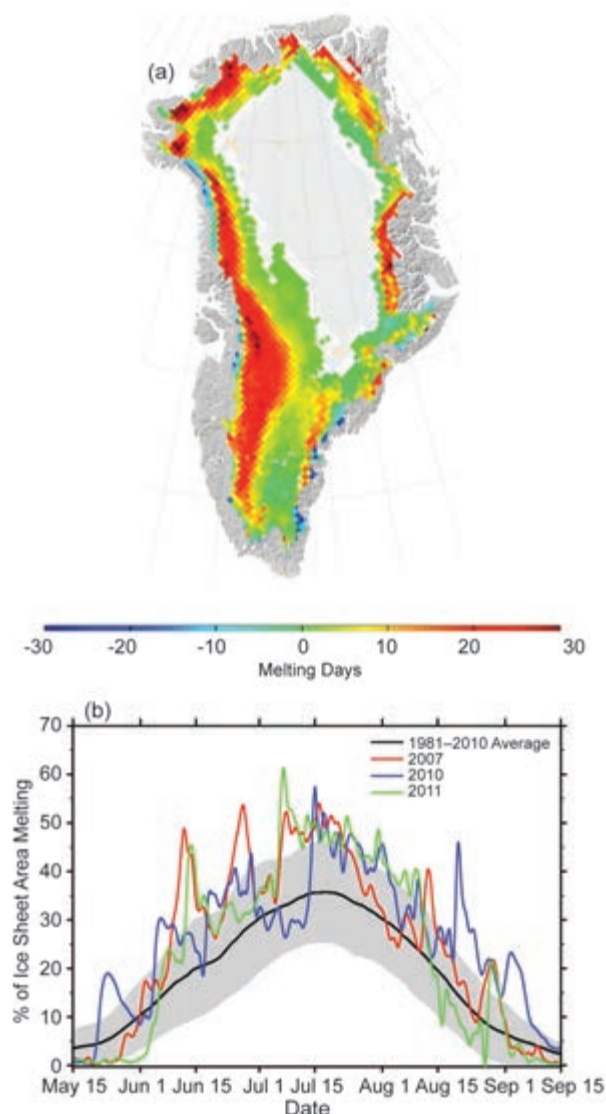 (a)
-30 -20 -10 0 10 20 30
Melting Days
(b)
70
60
50
40
30
20
10
0
% of Ice Sheet Area Melting
1981–2010 Average
2007
2010
2011
May 15 Jun 1 Jun 15 Jul 1 Jul 15 Aug 1 Aug 15 Sep 1 Sep 15
Date